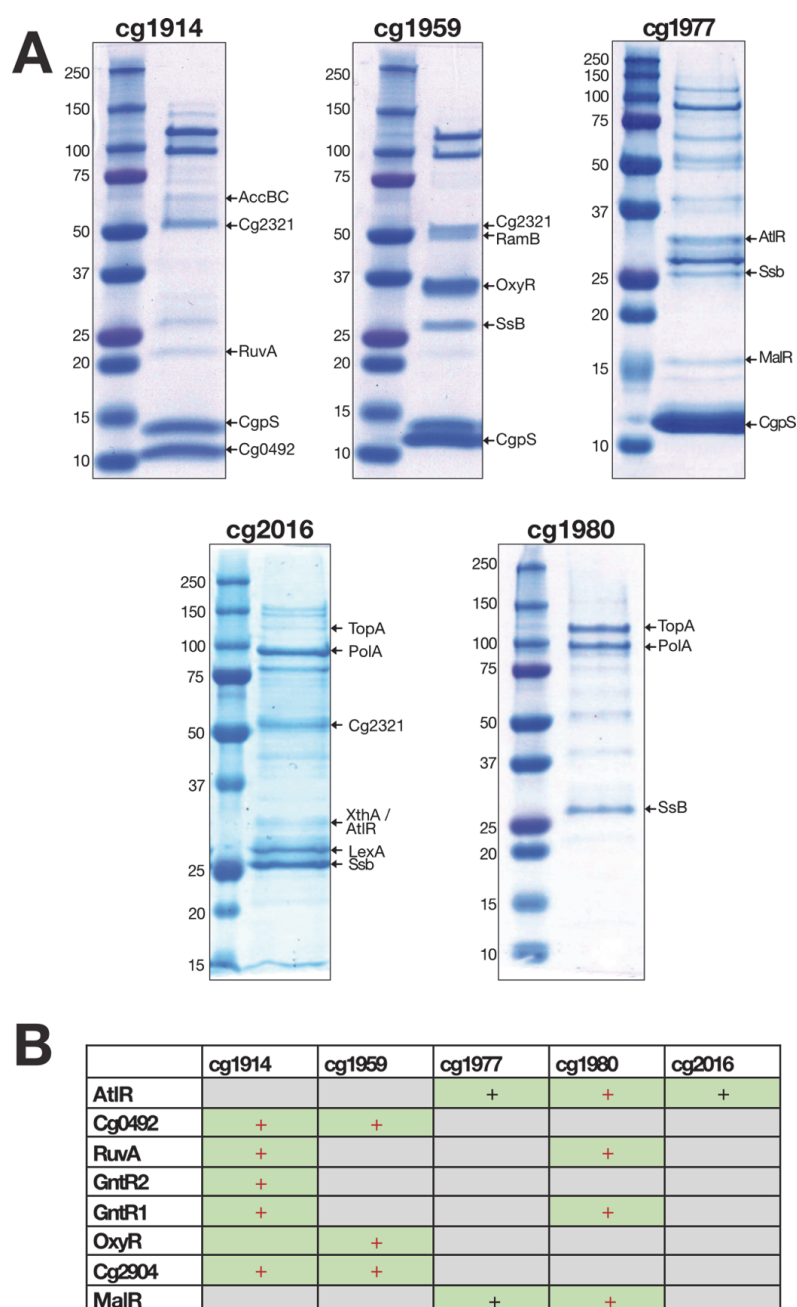 A
cg1914
250
150
100
75
50
37
25
20
15
10
AccBC
Cg2321
RuvA
CgpS
Cg0492
cg1959
250
150
100
75
50
37
25
20
15
10
Cg2321
RamB
OxyR
SsB
CgpS
cg1977
250
150
100
75
50
37
25
20
15
10
AtlR
Ssb
MalR
CgpS
cg2016
250
150
100
75
50
37
25
20
15
TopA
PolA
Cg2321
XthA /
AtlR
LexA
Ssb
cg1980
250
150
100
75
50
37
25
20
15
10
TopA
PolA
SsB
B
cg1914 cg1959 cg1977 cg1980 cg2016
AtlR + + +
Cg0492 + +
RuvA + +
GntR2 +
GntR1 + +
OxyR +
Cg2904 + +
MalR + +